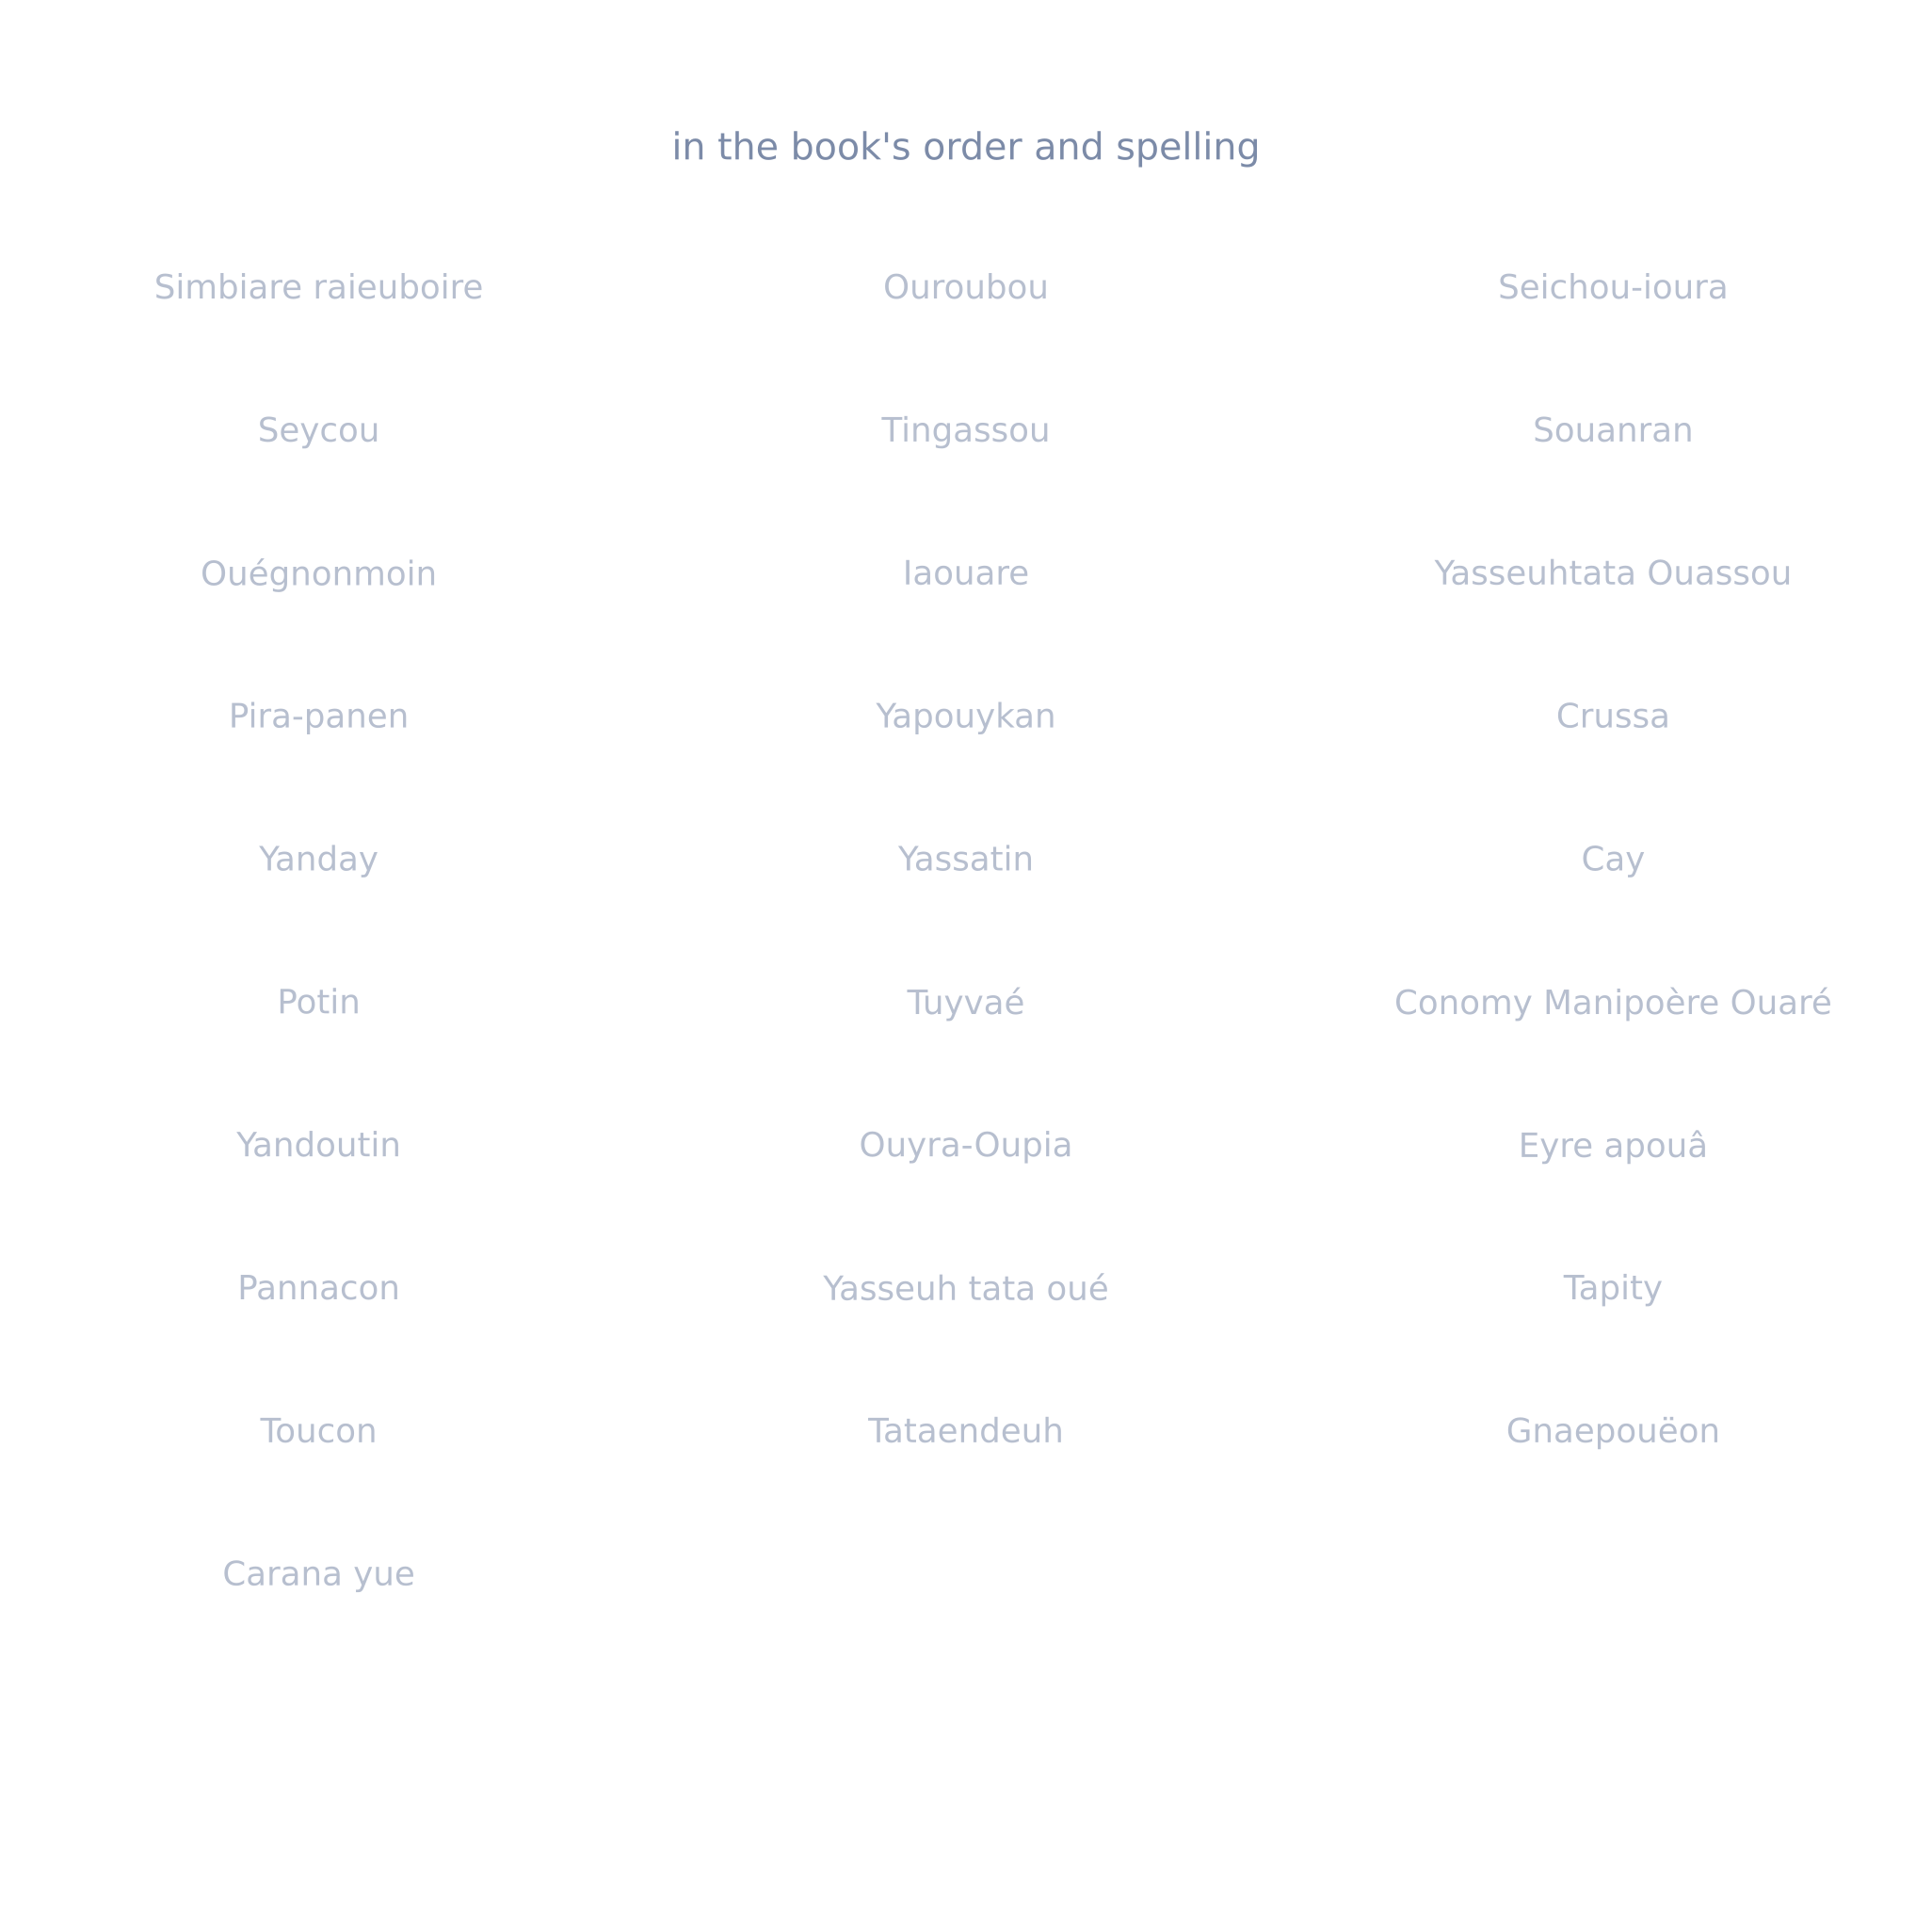 in the book's order and spelling
Simbiare raieuboire Ouroubou Seichou-ioura
Seycou Tingassou Souanran
Ouégnonmoin Iaouare Yasseuhtata Ouassou
Pira-panen Yapouykan Crussa
Yanday Yassatin Cay
Potin Tuyvaé Conomy Manipoère Ouaré
Yandoutin Ouyra-Oupia Eyre apouâ
Pannacon Yasseuh tata oué Tapity
Toucon Tataendeuh Gnaepouëon
Carana yue